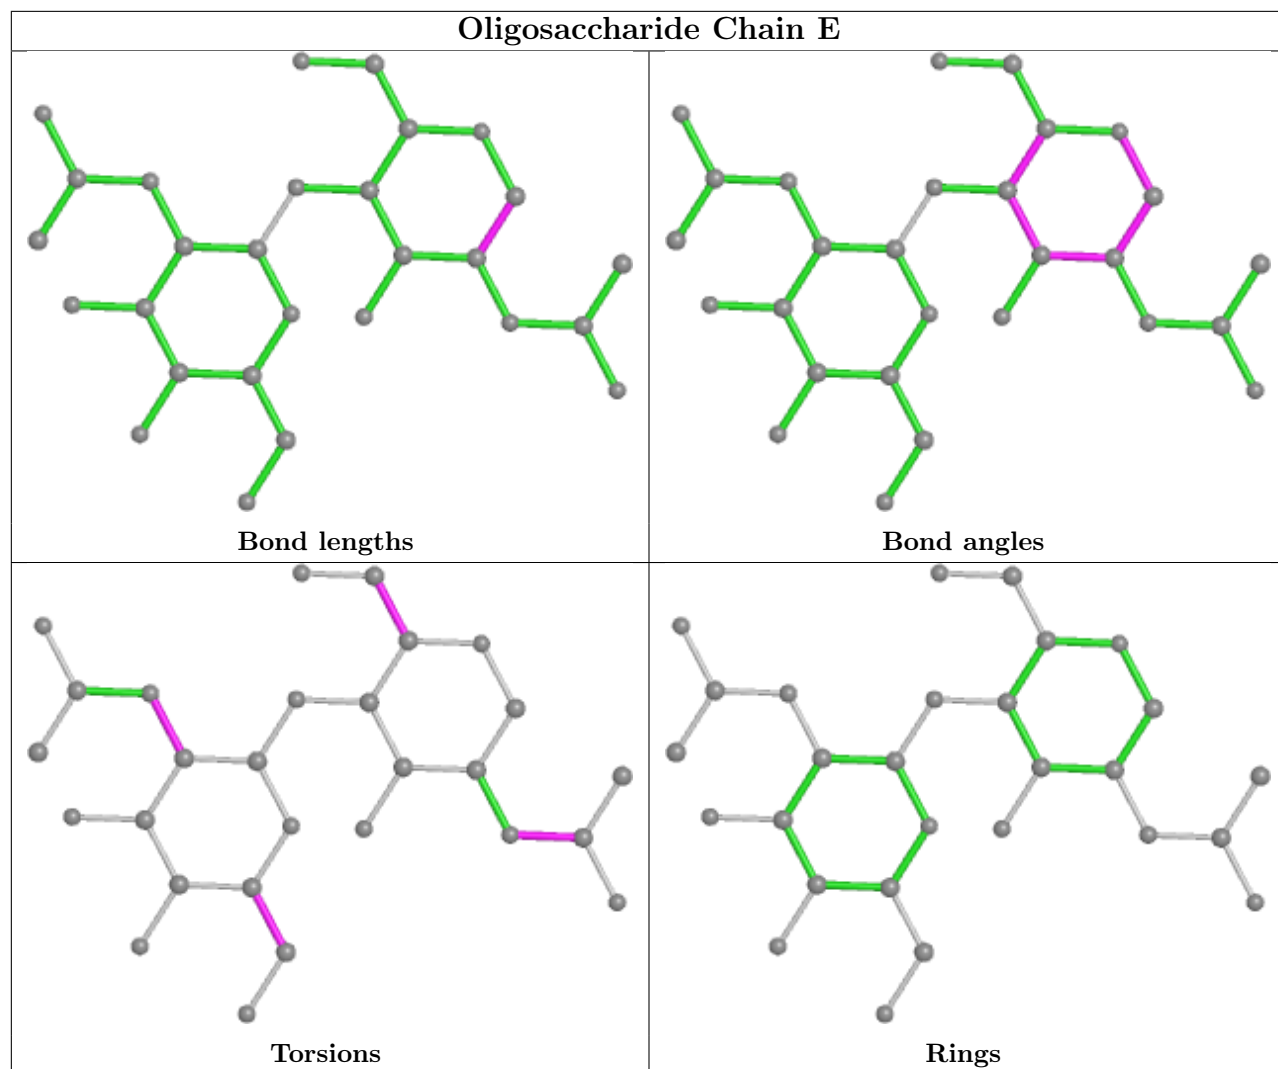 Oligosaccharide Chain E
Bond lengths
Bond angles
Torsions
Rings